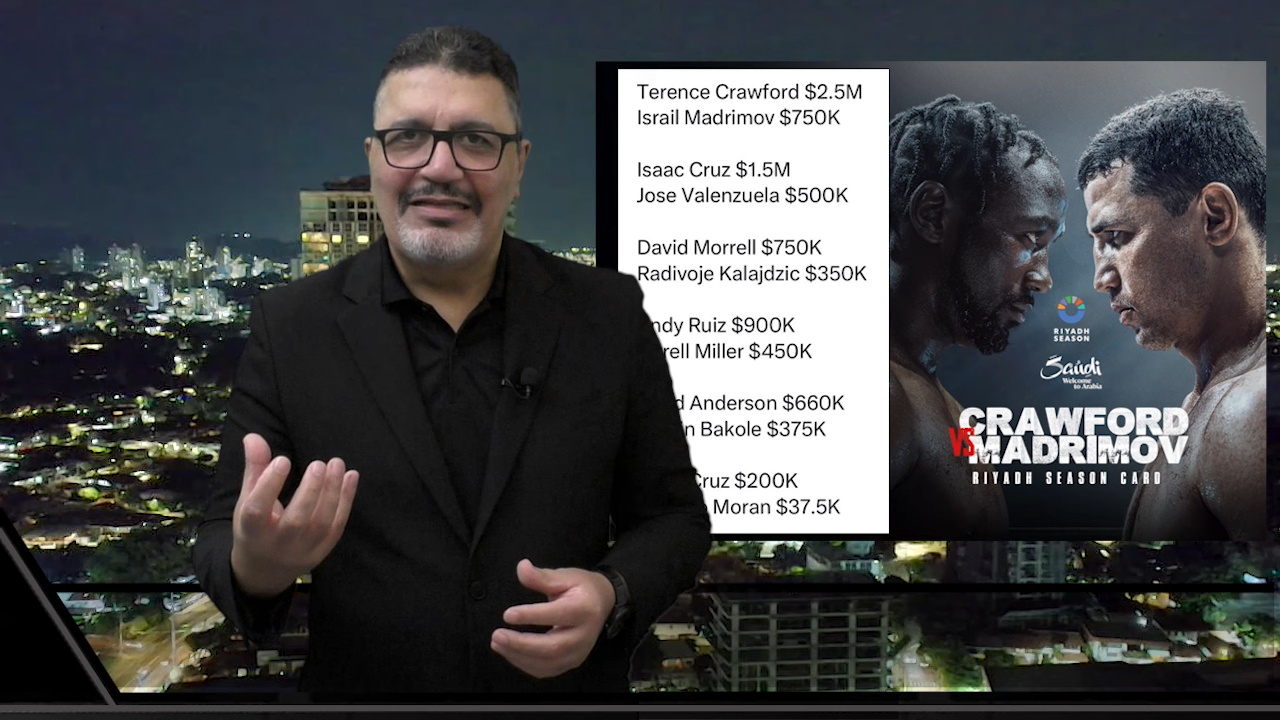 Terence Crawford $2.5M
Israil Madrimov $750K
Isaac Cruz $1.5M
Jose Valenzuela $500K
David Morrell $750K
Radivoje Kalajdzic $350K
ndy Ruiz $900K
rell Miller $450K
d Anderson $660K
n Bakole $375K
Cruz $200K
Moran $37.5K
RIYADH
SEASON
Saudi
Welcome
to Arabia
CRAWFORD
VS
MADRIMOV
RIYADH SEASON CARD